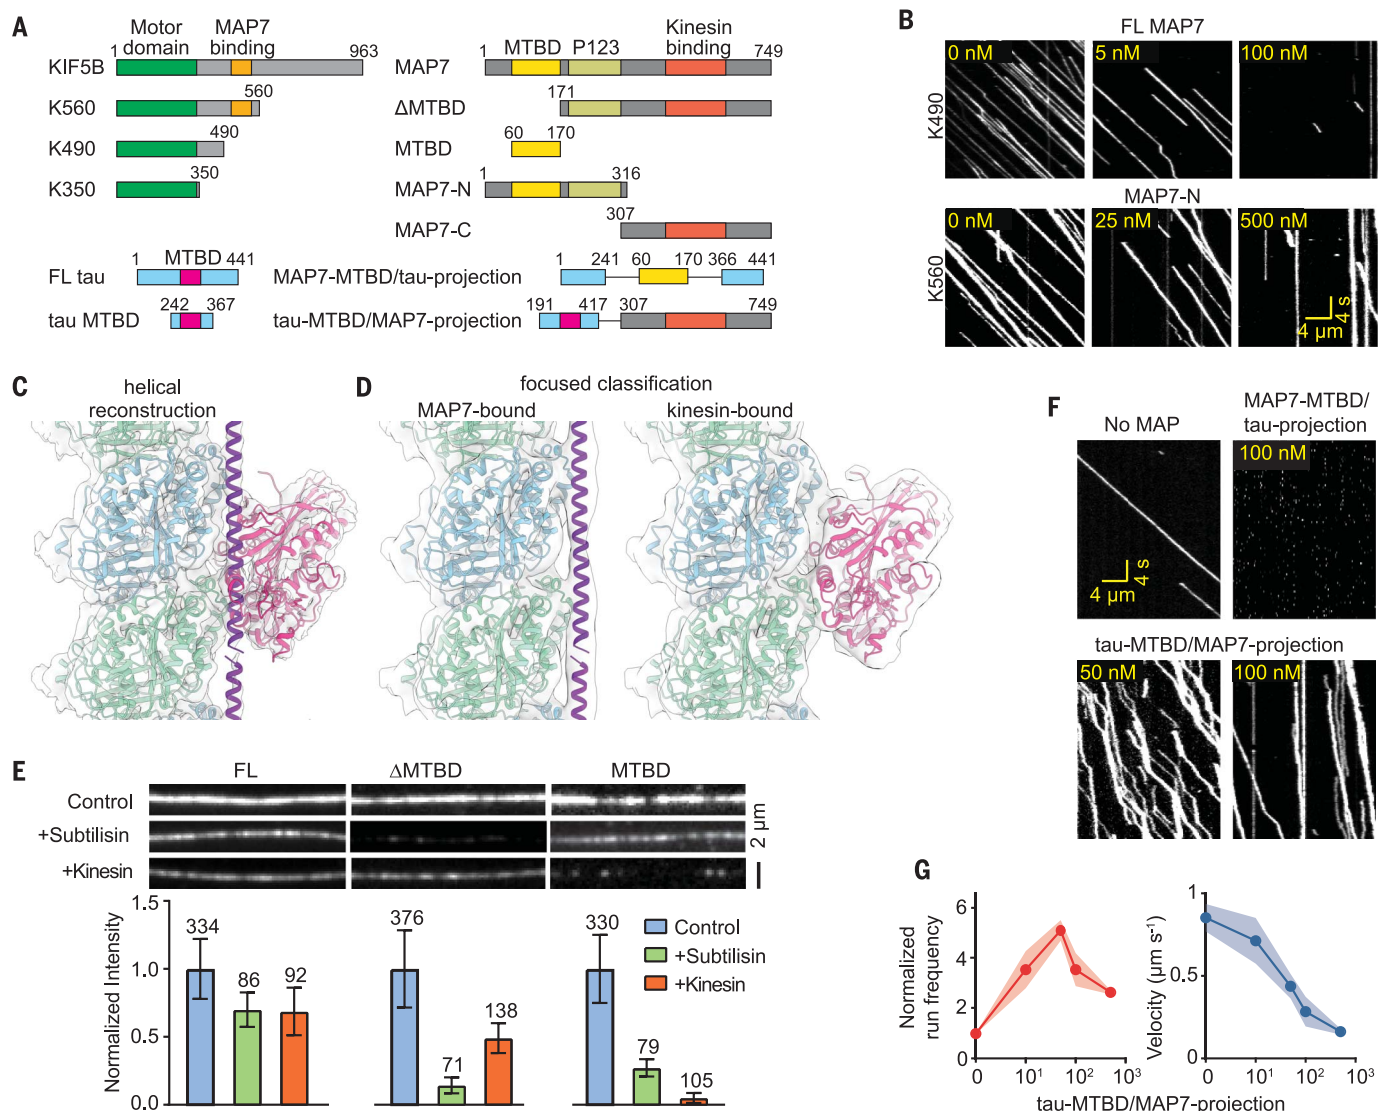 A
Motor domain
MAP7 binding
1
963
KIF5B
560
K560
490
K490
350
K350
1
MTBD
P123
Kinesin binding
749
MAP7
171
ΔMTBD
60
170
MTBD
1
316
MAP7-N
307
MAP7-C
1
MTBD
441
FL tau
242
367
tau MTBD
1
241
60
170
366
441
MAP7-MTBD/tau-projection
191
417
307
749
tau-MTBD/MAP7-projection
B
FL MAP7
K490
0 nM
5 nM
100 nM
MAP7-N
K560
0 nM
25 nM
500 nM
4 s
4 µm
C
helical reconstruction
D
focused classification
MAP7-bound
kinesin-bound
E
FL
ΔMTBD
MTBD
Control
+Subtilisin
+Kinesin
2 µm
Normalized Intensity
1.5
1.0
0.5
0.0
334
86
92
376
71
138
330
79
105
Control
+Subtilisin
+Kinesin
F
No MAP
MAP7-MTBD/
tau-projection
100 nM
4 s
4 µm
tau-MTBD/MAP7-projection
50 nM
100 nM
G
Normalized run frequency
6
4
2
0
0
10¹
10²
10³
Velocity (µm s⁻¹)
1
0.5
0
0
10¹
10²
10³
tau-MTBD/MAP7-projection